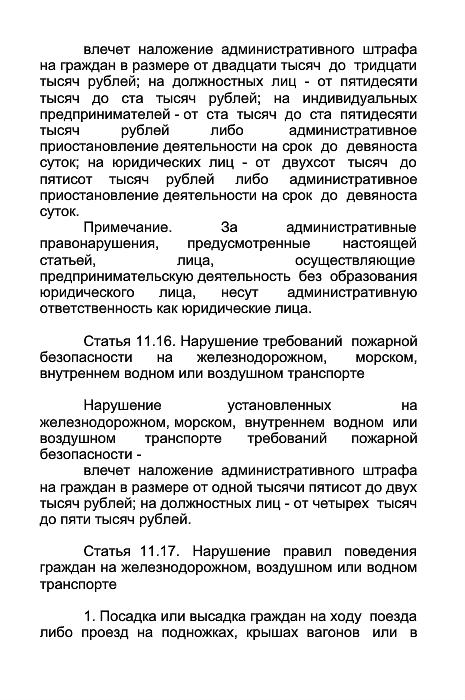 влечет наложение административного штрафа
на граждан в размере от двадцати тысяч до тридцати
тысяч рублей; на должностных лиц - от пятидесяти
тысяч до ста тысяч рублей; на индивидуальных
предпринимателей - от ста тысяч до ста пятидесяти
тысяч рублей либо административное
приостановление деятельности на срок до девяноста
суток; на юридических лиц - от двухсот тысяч до
пятисот тысяч рублей либо административное
приостановление деятельности на срок до девяноста
суток.
Примечание. За административные
правонарушения, предусмотренные настоящей
статьей, лица, осуществляющие
предпринимательскую деятельность без образования
юридического лица, несут административную
ответственность как юридические лица.
Статья 11.16. Нарушение требований пожарной
безопасности на железнодорожном, морском,
внутреннем водном или воздушном транспорте
Нарушение установленных на
железнодорожном, морском, внутреннем водном или
воздушном транспорте требований пожарной
безопасности -
влечет наложение административного штрафа
на граждан в размере от одной тысячи пятисот до двух
тысяч рублей; на должностных лиц - от четырех тысяч
до пяти тысяч рублей.
Статья 11.17. Нарушение правил поведения
граждан на железнодорожном, воздушном или водном
транспорте
1. Посадка или высадка граждан на ходу поезда
либо проезд на подножках, крышах вагонов или в